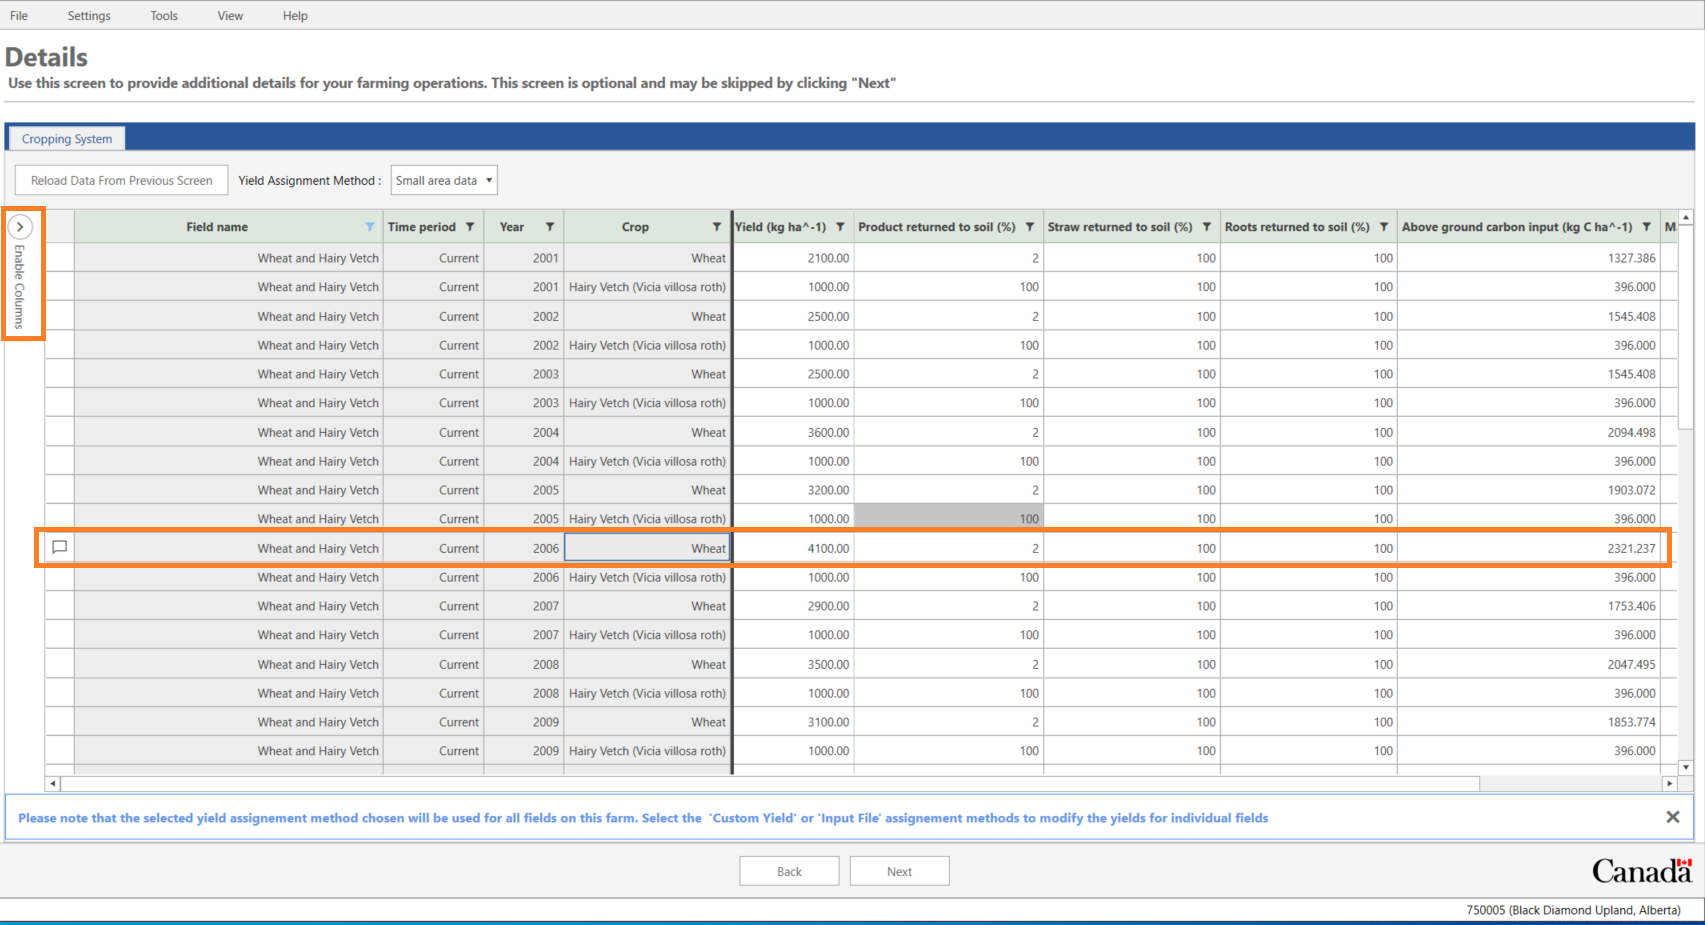 File Settings Tools View Help
Details
Use this screen to provide additional details for your farming operations. This screen is optional and may be skipped by clicking "Next"
Cropping System
Reload Data From Previous Screen Yield Assignment Method : Small area data
Enable Columns
Field name Time period Year Crop Yield (kg ha^-1) Product returned to soil (%) Straw returned to soil (%) Roots returned to soil (%) Above ground carbon input (kg C ha^-1)
Wheat and Hairy Vetch Current 2001 Wheat 2100.00 2 100 100 1327.386
Wheat and Hairy Vetch Current 2001 Hairy Vetch (Vicia villosa roth) 1000.00 100 100 100 396.000
Wheat and Hairy Vetch Current 2002 Wheat 2500.00 2 100 100 1545.408
Wheat and Hairy Vetch Current 2002 Hairy Vetch (Vicia villosa roth) 1000.00 100 100 100 396.000
Wheat and Hairy Vetch Current 2003 Wheat 2500.00 2 100 100 1545.408
Wheat and Hairy Vetch Current 2003 Hairy Vetch (Vicia villosa roth) 1000.00 100 100 100 396.000
Wheat and Hairy Vetch Current 2004 Wheat 3600.00 2 100 100 2094.498
Wheat and Hairy Vetch Current 2004 Hairy Vetch (Vicia villosa roth) 1000.00 100 100 100 396.000
Wheat and Hairy Vetch Current 2005 Wheat 3200.00 2 100 100 1903.072
Wheat and Hairy Vetch Current 2005 Hairy Vetch (Vicia villosa roth) 1000.00 100 100 100 396.000
Wheat and Hairy Vetch Current 2006 Wheat 4100.00 2 100 100 2321.237
Wheat and Hairy Vetch Current 2006 Hairy Vetch (Vicia villosa roth) 1000.00 100 100 100 396.000
Wheat and Hairy Vetch Current 2007 Wheat 2900.00 2 100 100 1753.406
Wheat and Hairy Vetch Current 2007 Hairy Vetch (Vicia villosa roth) 1000.00 100 100 100 396.000
Wheat and Hairy Vetch Current 2008 Wheat 3500.00 2 100 100 2047.495
Wheat and Hairy Vetch Current 2008 Hairy Vetch (Vicia villosa roth) 1000.00 100 100 100 396.000
Wheat and Hairy Vetch Current 2009 Wheat 3100.00 2 100 100 1853.774
Wheat and Hairy Vetch Current 2009 Hairy Vetch (Vicia villosa roth) 1000.00 100 100 100 396.000
Please note that the selected yield assignement method chosen will be used for all fields on this farm. Select the 'Custom Yield' or 'Input File' assignement methods to modify the yields for individual fields
Back Next
Canada
750005 (Black Diamond Upland, Alberta)